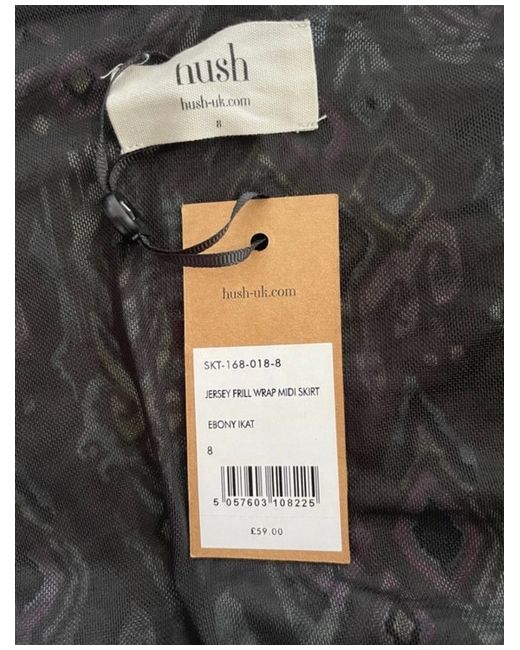 hush
hush-uk.com
8
hush-uk.com
SKT-168-018-8
JERSEY FRILL WRAP MIDI SKIRT
EBONY IKAT
8
5 057603 108225
£59.00